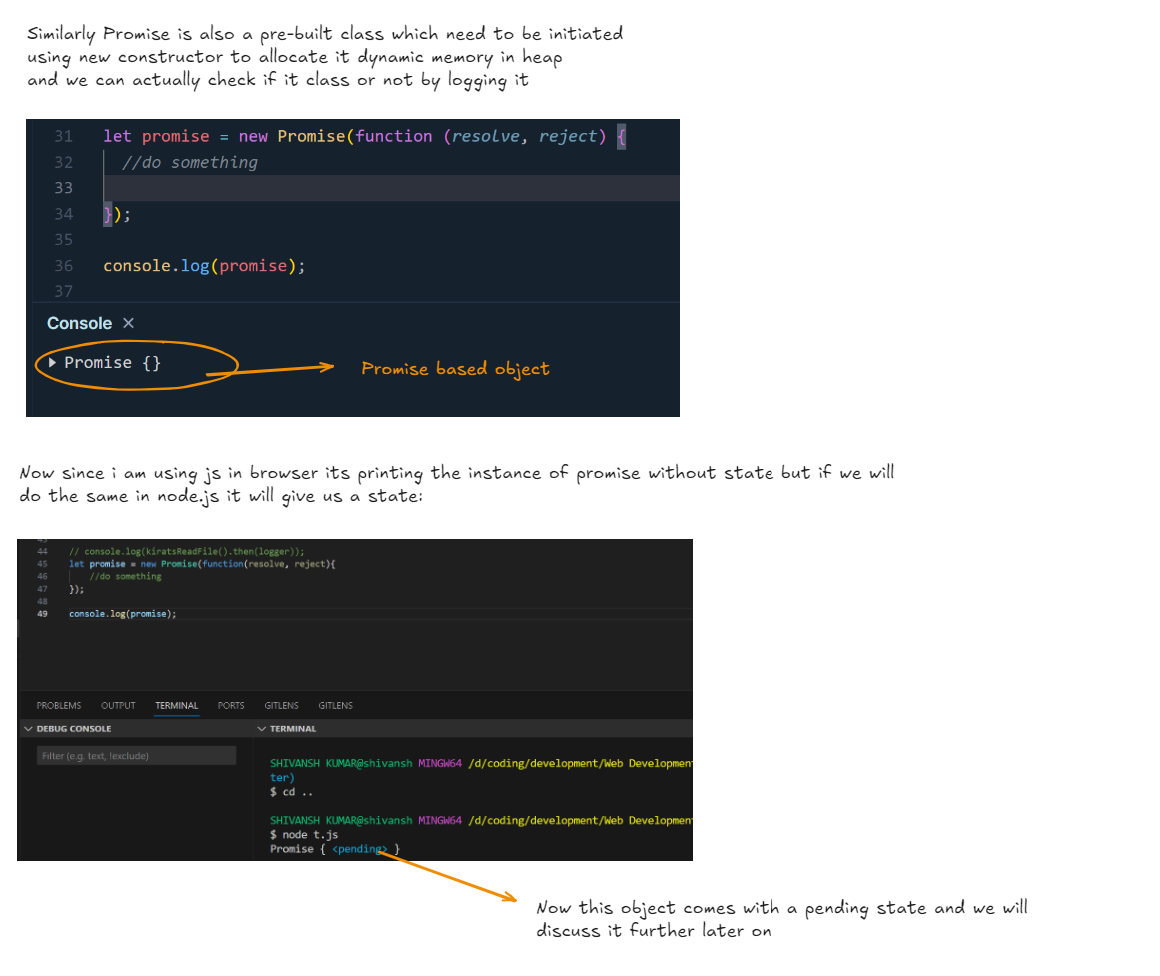 Similarly Promise is also a pre-built class which need to be initiated
using new constructor to allocate it dynamic memory in heap
and we can actually check if it class or not by logging it
31 let promise = new Promise(function (resolve, reject) {
32 //do something
33
34 });
35
36 console.log(promise);
37
Console ×
▸ Promise {}
Promise based object
Now since i am using js in browser its printing the instance of promise without state but if we will
do the same in node.js it will give us a state:
44 // console.log(kiratsReadFile().then(logger));
45 let promise = new Promise(function(resolve, reject){
46 //do something
47 });
48
49 console.log(promise);
PROBLEMS OUTPUT TERMINAL PORTS GITLENS GITLENS
DEBUG CONSOLE
Filter (e.g. text, !exclude)
TERMINAL
SHIVANSH KUMAR@shivansh MINGW64 /d/coding/development/Web Developmen
ter)
$ cd ..
SHIVANSH KUMAR@shivansh MINGW64 /d/coding/development/Web Developmen
$ node t.js
Promise { <pending> }
Now this object comes with a pending state and we will
discuss it further later on